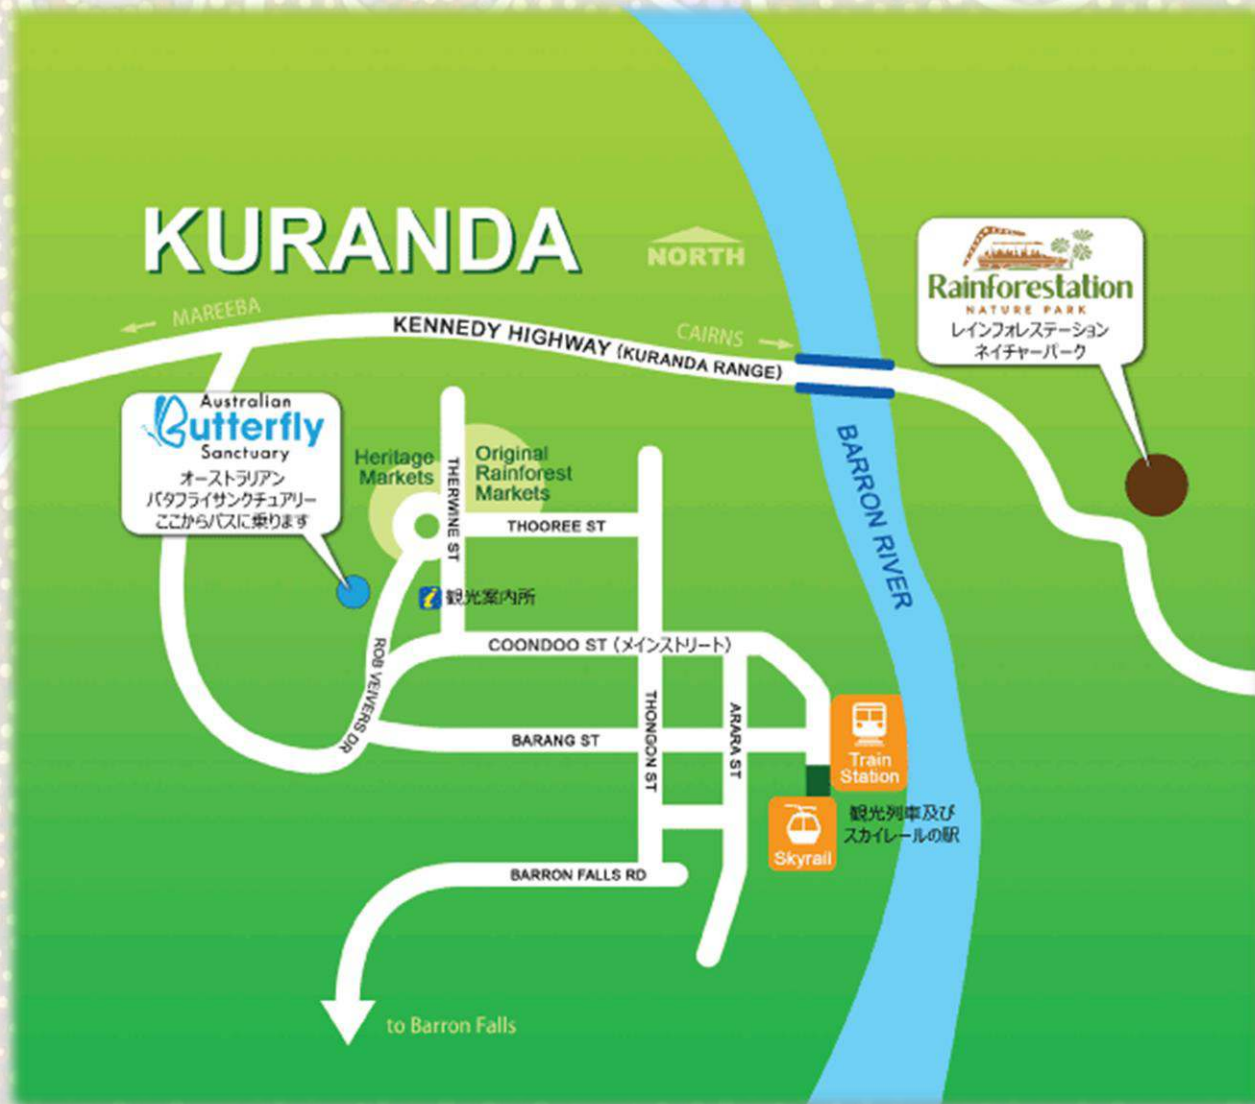 KURANDA
NORTH
MAREEBA
KENNEDY HIGHWAY (KURANDA RANGE)
CAIRNS
Rainforestation
NATURE PARK
レインフォレステーション
ネイチャーパーク
Australian
Butterfly
Sanctuary
オーストラリアン
バタフライサンクチュアリー
ここからバスに乗ります
Heritage
Markets
Original
Rainforest
Markets
THERWINE ST
THOOREE ST
BARRON RIVER
i 観光案内所
COONDOO ST (メインストリート)
ROB VEIVERS DR
BARANG ST
THONGON ST
ARARA ST
Train
Station
観光列車及び
スカイレールの駅
Skyrail
BARRON FALLS RD
to Barron Falls